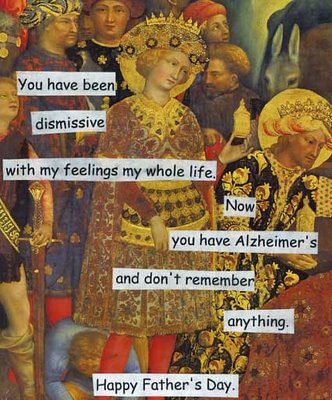 You have been
dismissive
with my feelings my whole life.
Now
you have Alzheimer's
and don't remember
anything.
Happy Father's Day.